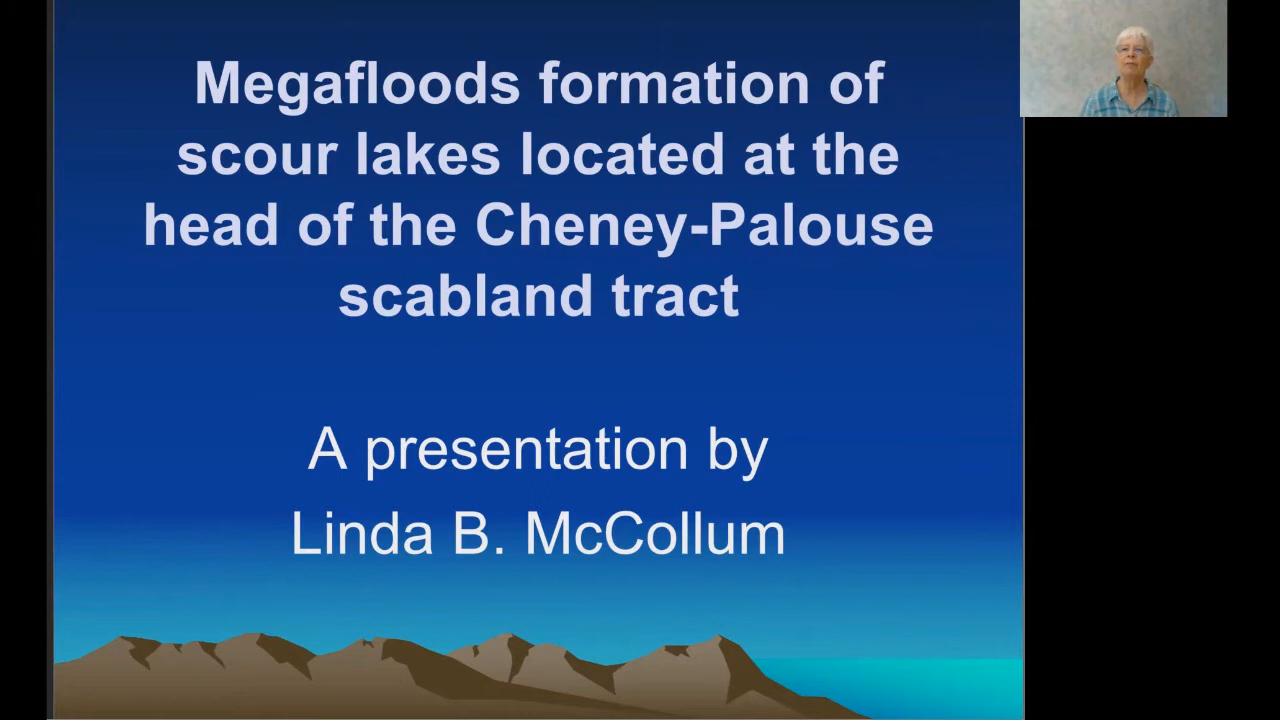 Megafloods formation of
scour lakes located at the
head of the Cheney-Palouse
scabland tract
A presentation by
Linda B. McCollum